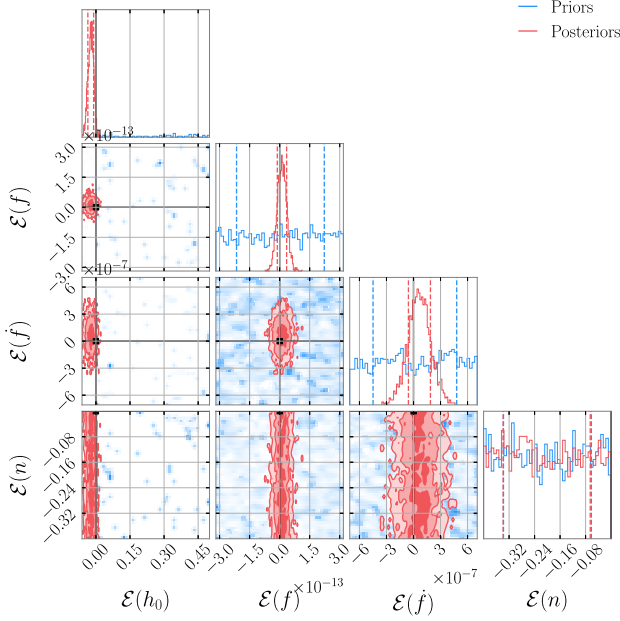 Priors
Posteriors
×10⁻¹³
3.0
1.5
0.0
−1.5
−3.0
ℰ(f)
×10⁻⁷
6
3
0
−3
−6
ℰ(ḟ)
−0.08
−0.16
−0.24
−0.32
ℰ(n)
0.00 0.15 0.30 0.45 −3.0 −1.5 0.0 1.5 3.0 −6 −3 0 3 6 −0.32 −0.24 −0.16 −0.08
×10⁻¹³ ×10⁻⁷
ℰ(h₀) ℰ(f) ℰ(ḟ) ℰ(n)